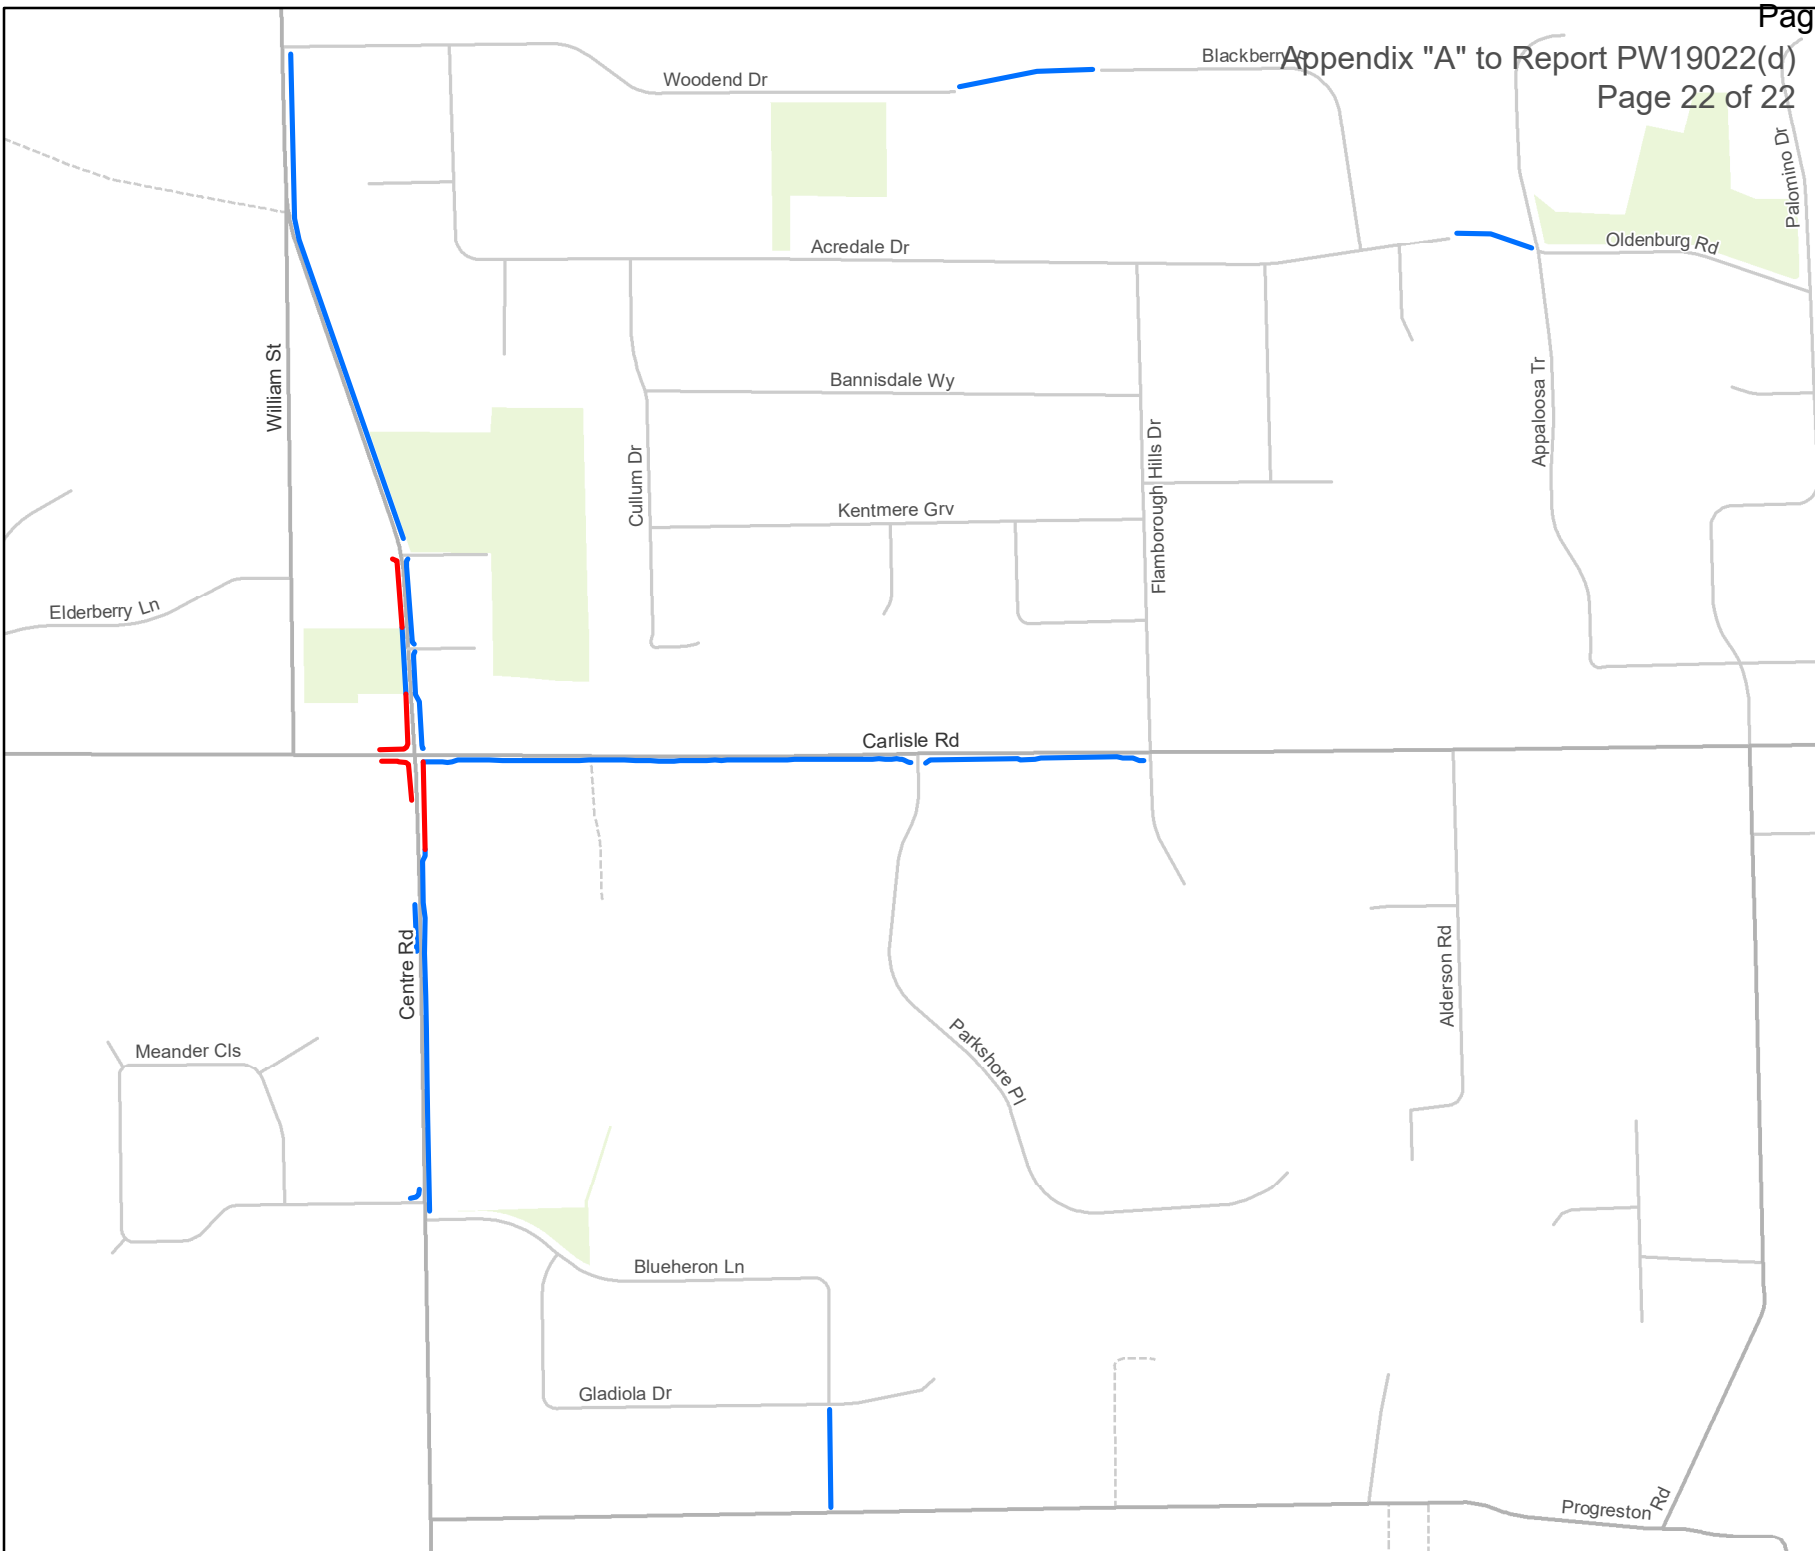 Pag
Appendix "A" to Report PW19022(d)
Page 22 of 22
Woodend Dr
Blackberry
Palomino Dr
Acredale Dr
Oldenburg Rd
William St
Bannisdale Wy
Appaloosa Tr
Cullum Dr
Flamborough Hills Dr
Kentmere Grv
Elderberry Ln
Carlisle Rd
Centre Rd
Alderson Rd
Meander Cls
Parkshore Pl
Blueheron Ln
Gladiola Dr
Progreston Rd